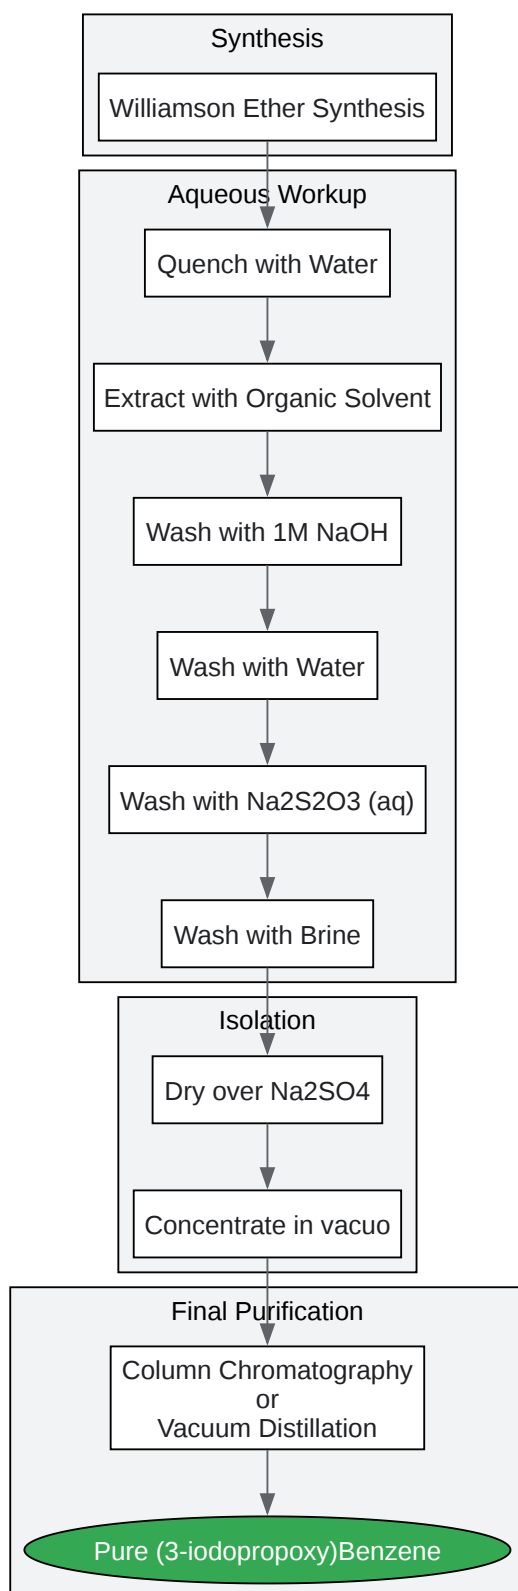 Synthesis
Williamson Ether Synthesis
Aqueous Workup
Quench with Water
Extract with Organic Solvent
Wash with 1M NaOH
Wash with Water
Wash with Na2S2O3 (aq)
Wash with Brine
Isolation
Dry over Na2SO4
Concentrate in vacuo
Final Purification
Column Chromatography
or
Vacuum Distillation
Pure (3-iodopropoxy)Benzene